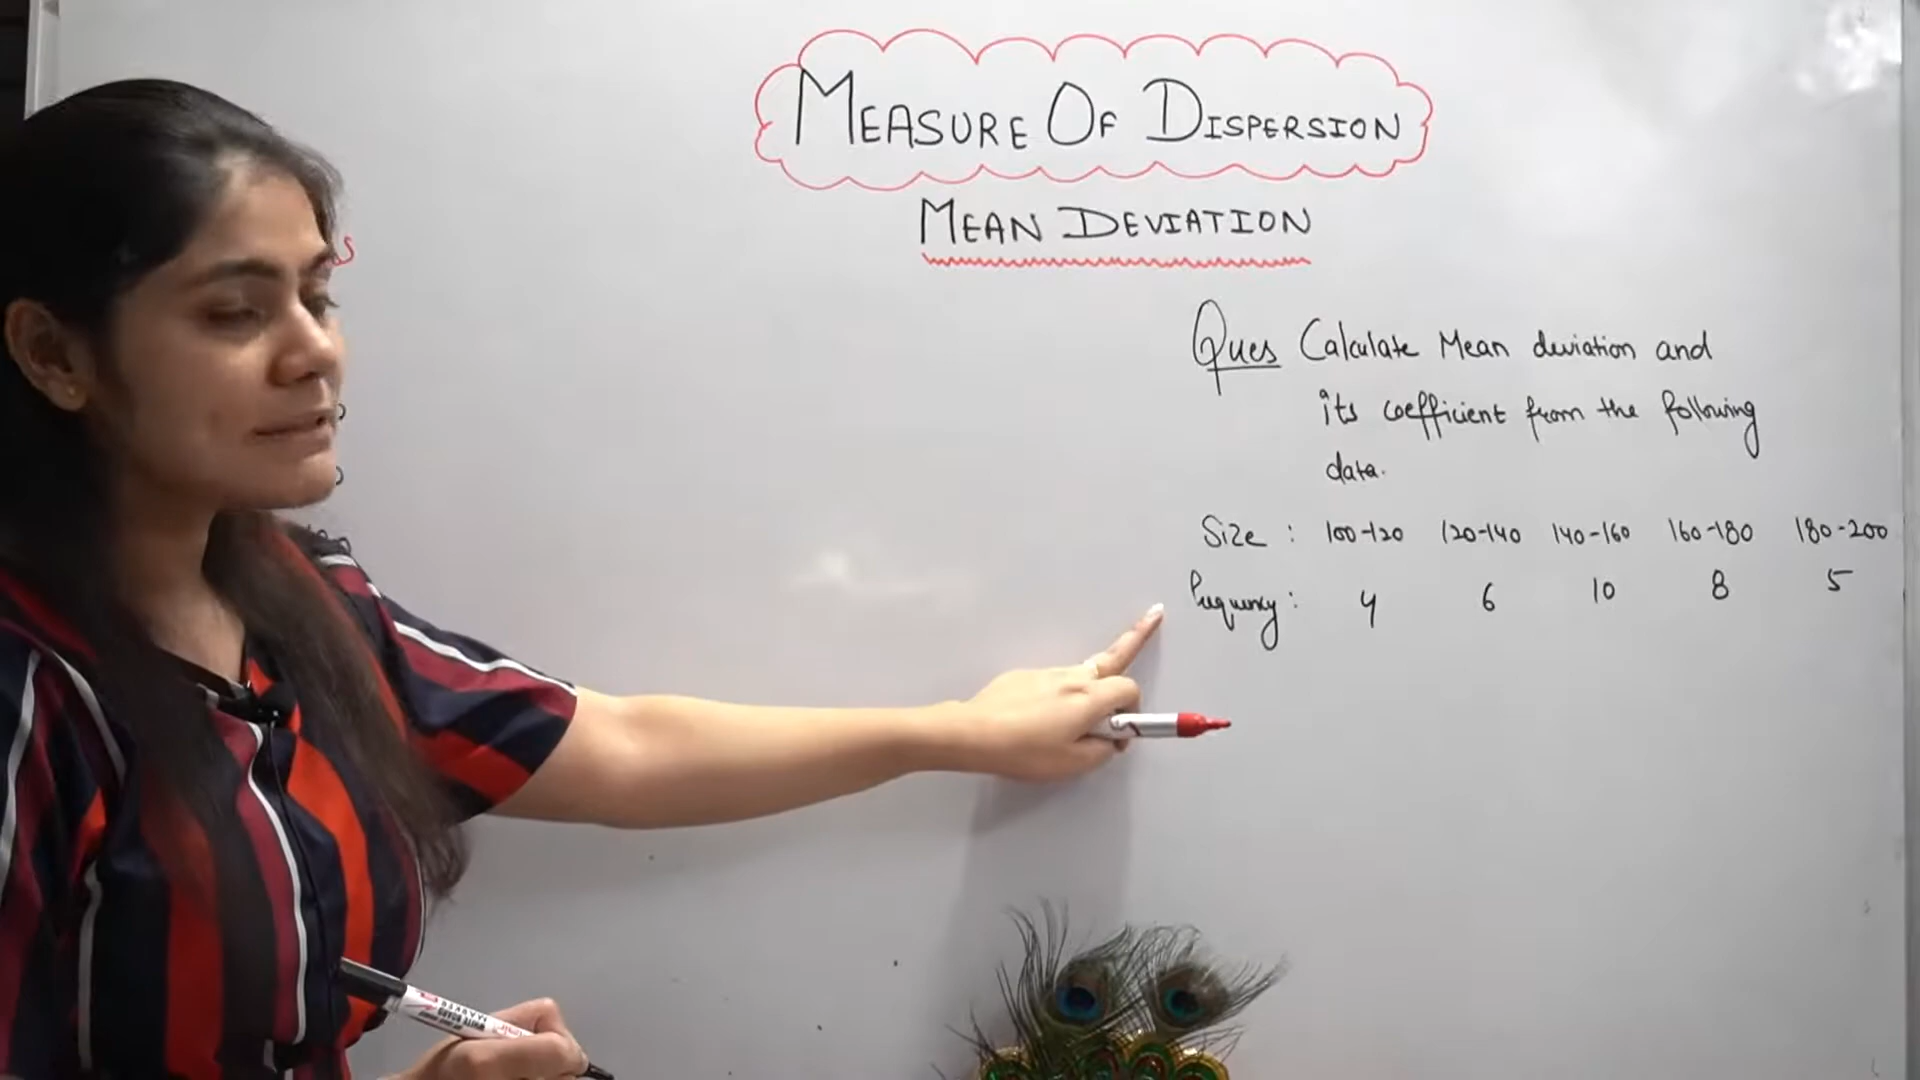 MEASURE OF DISPERSION
MEAN DEVIATION
Ques Calculate Mean deviation and
its coefficient from the following
data.
Size : 100-120 120-140 140-160 160-180 180-200
frequency : 4 6 10 8 5